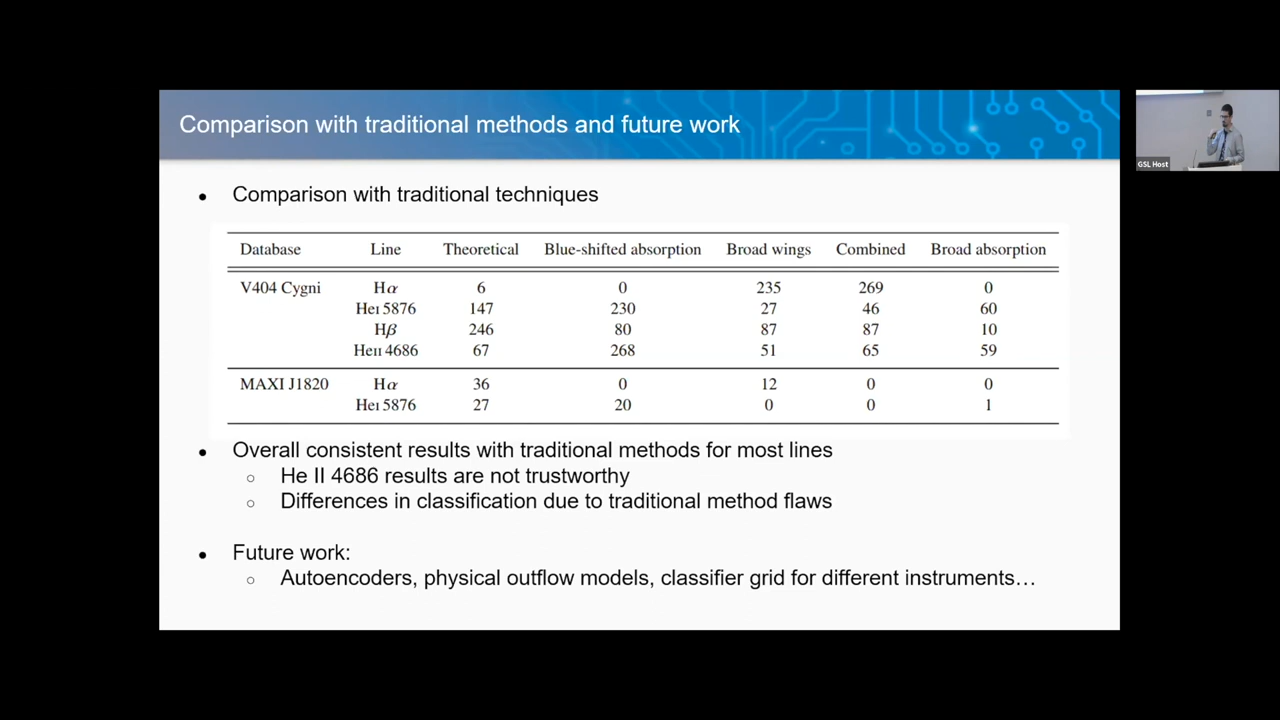 Comparison with traditional methods and future work
GSL Host
• Comparison with traditional techniques
Database Line Theoretical Blue-shifted absorption Broad wings Combined Broad absorption
V404 Cygni Hα 6 0 235 269 0
HeI 5876 147 230 27 46 60
Hβ 246 80 87 87 10
HeII 4686 67 268 51 65 59
MAXI J1820 Hα 36 0 12 0 0
HeI 5876 27 20 0 0 1
• Overall consistent results with traditional methods for most lines
○ He II 4686 results are not trustworthy
○ Differences in classification due to traditional method flaws
• Future work:
○ Autoencoders, physical outflow models, classifier grid for different instruments…